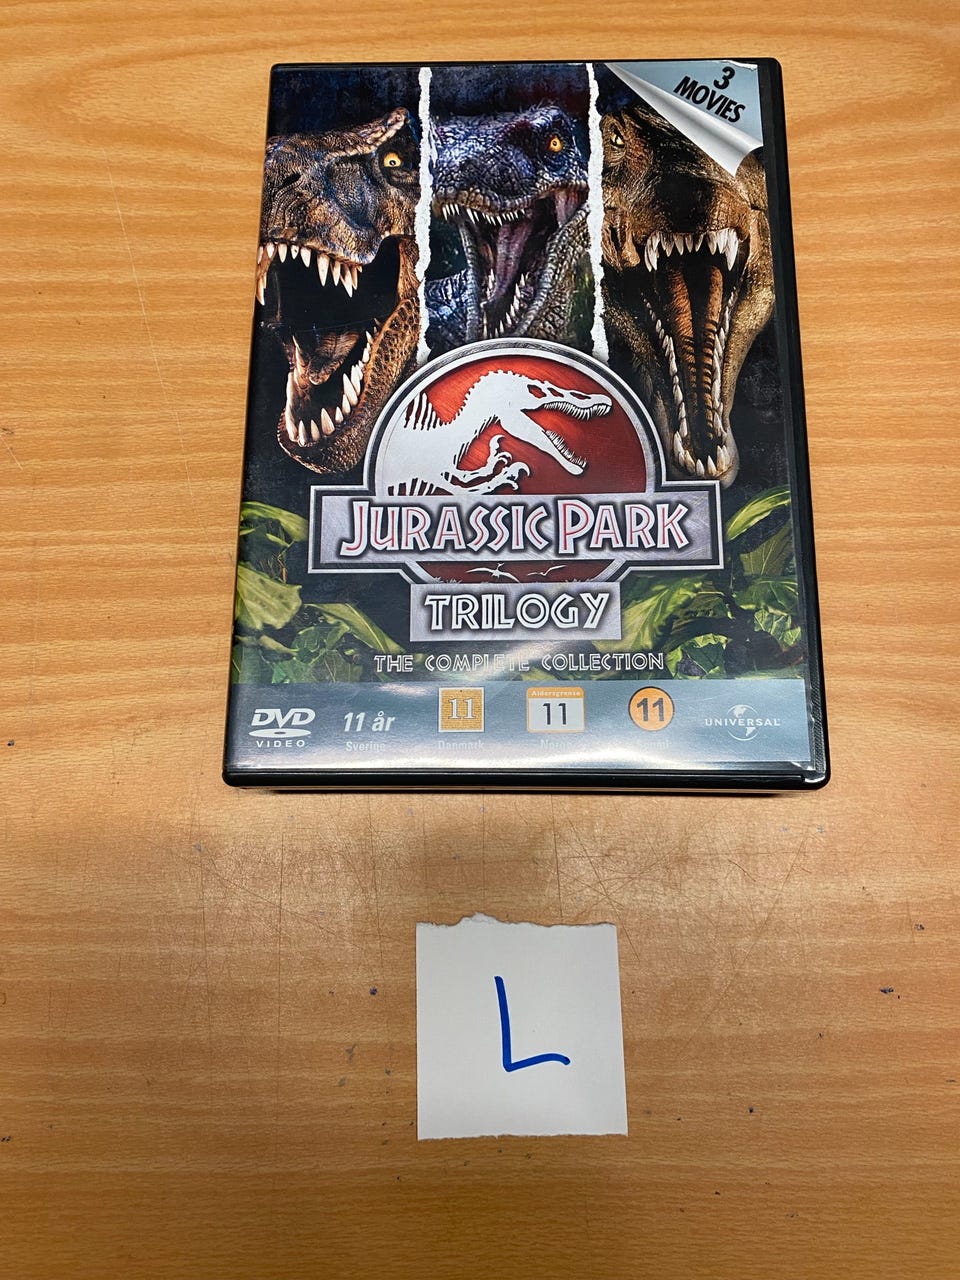 3
MOVIES
JURASSIC PARK
TRILOGY
THE COMPLETE COLLECTION
DVD
VIDEO
11 år
Sverige
11
Danmark
Aldersgrense
11
Norge
11
UNIVERSAL
L